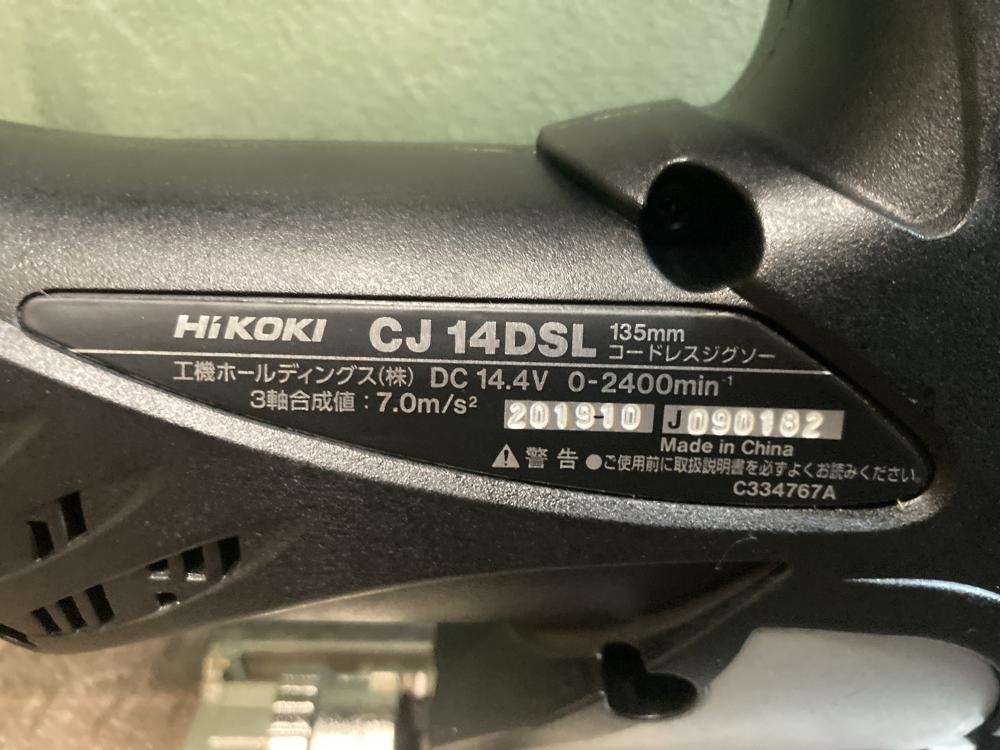 HiKOKI CJ 14DSL 135mm
コードレスジグソー
工機ホールディングス(株) DC 14.4V 0-2400min-1
3軸合成値：7.0m/s²
201910 J090182
Made in China
⚠警告 ●ご使用前に取扱説明書を必ずよくお読みください。
C334767A